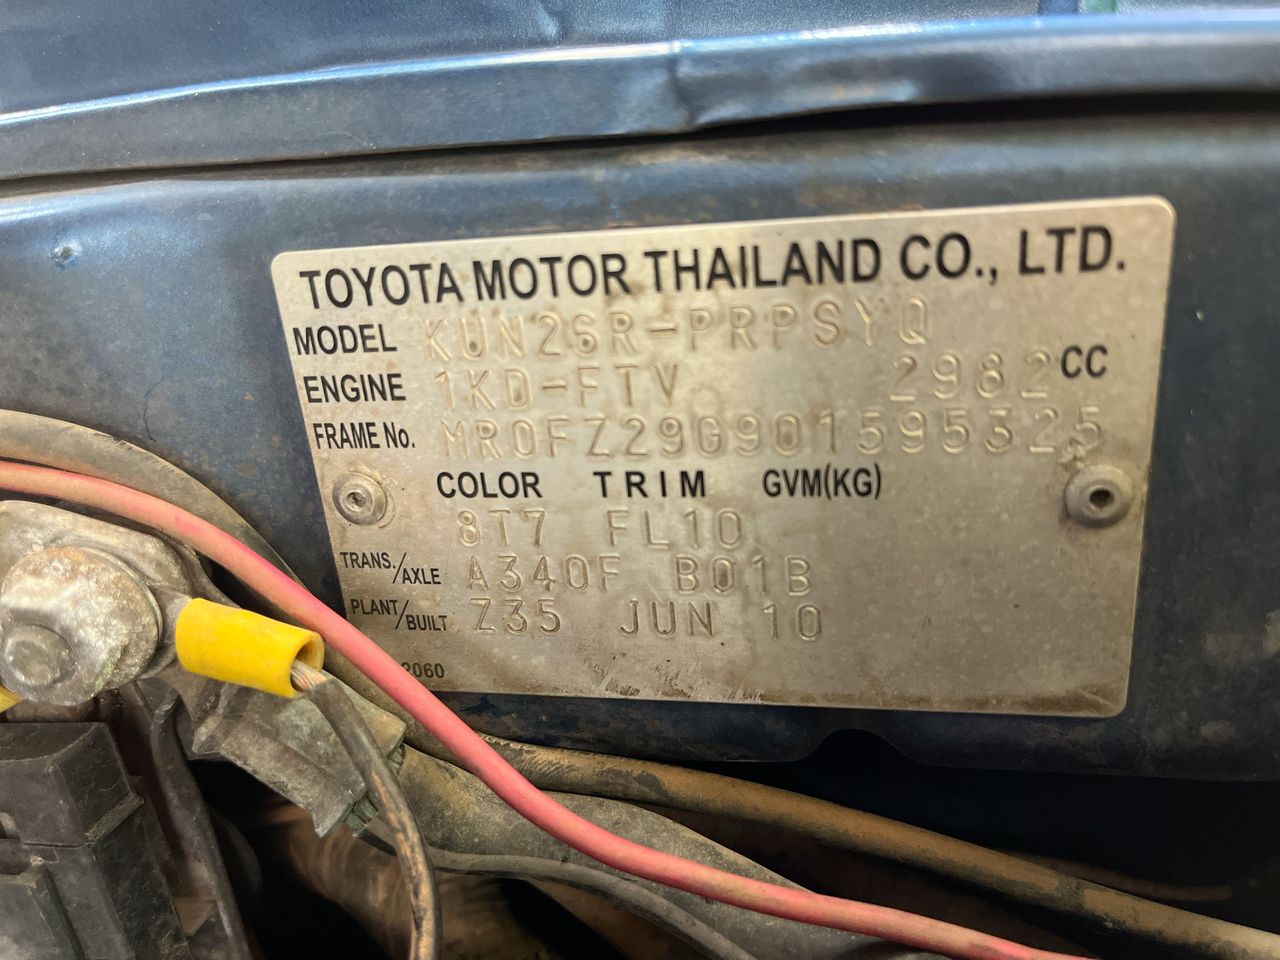 TOYOTA MOTOR THAILAND CO., LTD.
MODEL KUN26R-PRPSYQ
ENGINE 1KD-FTV 2982 CC
FRAME No. MR0FZ29G901595325
COLOR TRIM GVM(KG)
8T7 FL10
TRANS./AXLE A340F B01B
PLANT/BUILT Z35 JUN 10
2060